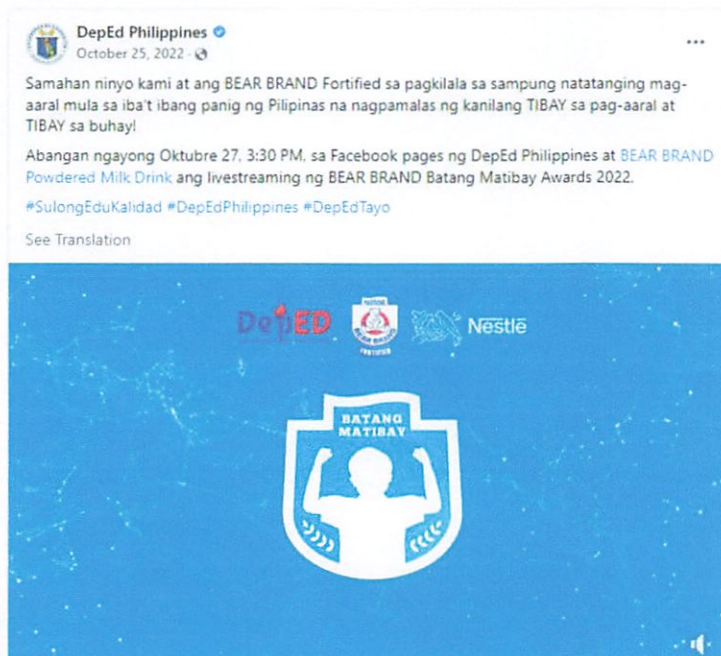 DepEd Philippines
October 25, 2022 ·
Samahan ninyo kami at ang BEAR BRAND Fortified sa pagkilala sa sampung natatanging mag-
aaral mula sa iba't ibang panig ng Pilipinas na nagpamalas ng kanilang TIBAY sa pag-aaral at
TIBAY sa buhay!
Abangan ngayong Oktubre 27, 3:30 PM, sa Facebook pages ng DepEd Philippines at BEAR BRAND
Powdered Milk Drink ang livestreaming ng BEAR BRAND Batang Matibay Awards 2022.
#SulongEduKalidad #DepEdPhilippines #DepEdTayo
See Translation
DepED
BEAR BRAND
FORTIFIED
Nestlé
BATANG
MATIBAY